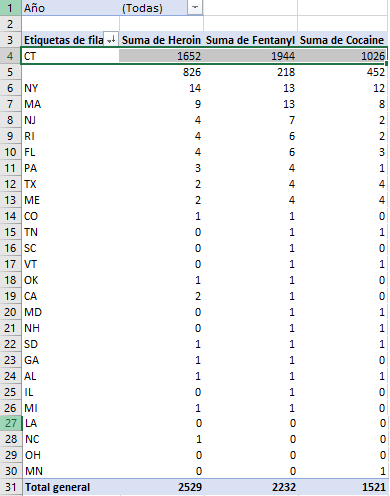 1 Año (Todas)
2
3 Etiquetas de fila Suma de Heroin Suma de Fentanyl Suma de Cocaine
4 CT 1652 1944 1026
5 826 218 452
6 NY 14 13 12
7 MA 9 13 8
8 NJ 4 7 2
9 RI 4 6 2
10 FL 4 6 3
11 PA 3 4 1
12 TX 2 4 4
13 ME 2 4 4
14 CO 1 1 0
15 TN 0 1 1
16 SC 0 1 0
17 VT 0 1 1
18 OK 1 1 0
19 CA 2 1 0
20 MD 0 1 1
21 NH 0 1 1
22 SD 1 1 1
23 GA 1 1 1
24 AL 1 1 1
25 IL 0 1 0
26 MI 1 1 0
27 LA 0 0 0
28 NC 1 0 0
29 OH 0 0 0
30 MN 0 0 1
31 Total general 2529 2232 1521